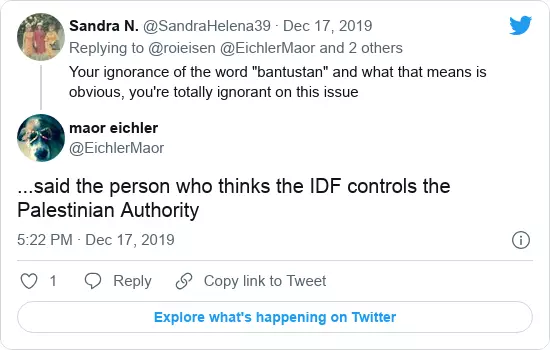 Sandra N. @SandraHelena39 · Dec 17, 2019
Replying to @roieisen @EichlerMaor and 2 others
Your ignorance of the word "bantustan" and what that means is
obvious, you're totally ignorant on this issue
maor eichler
@EichlerMaor
...said the person who thinks the IDF controls the
Palestinian Authority
5:22 PM · Dec 17, 2019
1 Reply Copy link to Tweet
Explore what's happening on Twitter